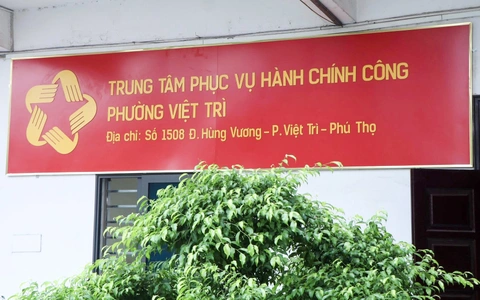 TRUNG TÂM PHỤC VỤ HÀNH CHÍNH CÔNG
PHƯỜNG VIỆT TRÌ
Địa chỉ: Số 1508 Đ. Hùng Vương - P. Việt Trì - Phú Thọ